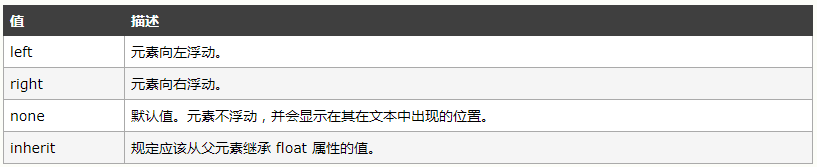 值 描述
left 元素向左浮动。
right 元素向右浮动。
none 默认值。元素不浮动，并会显示在其在文本中出现的位置。
inherit 规定应该从父元素继承 float 属性的值。